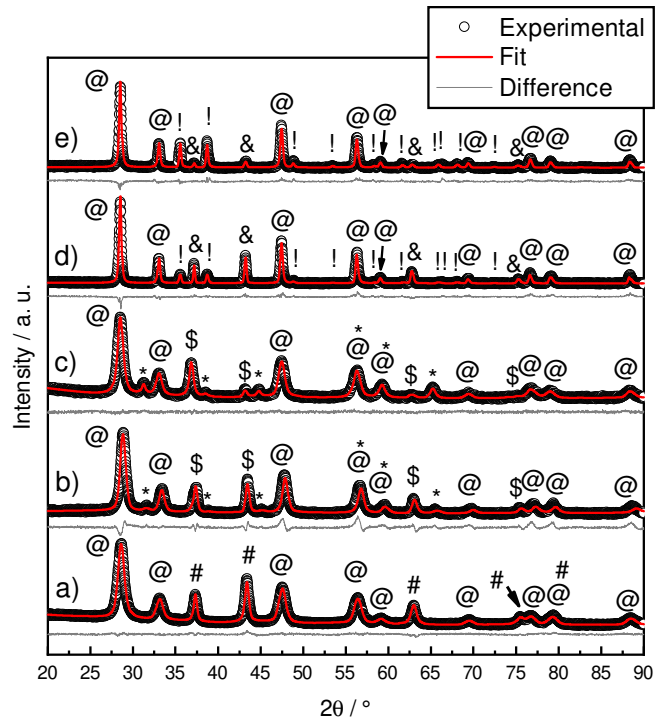 Experimental
Fit
Difference
@ @ ! & ! & @ ! ! @ ! @ ! & !! ! @ ! & @ @ @
e)
@ @ ! & ! & @ ! ! @ ! @ ! & !! ! @ ! & @ @ @
d)
@ * @ $ * $ * @ * @ * @ $ * @ $ @ @ @
c)
@ * @ $ * $ * @ * @ * @ $ * @ $ @ @ @
b)
@ @ # # @ @ @ # @ # @ # @ @
a)
Intensity / a. u.
20 25 30 35 40 45 50 55 60 65 70 75 80 85 90
2θ / °